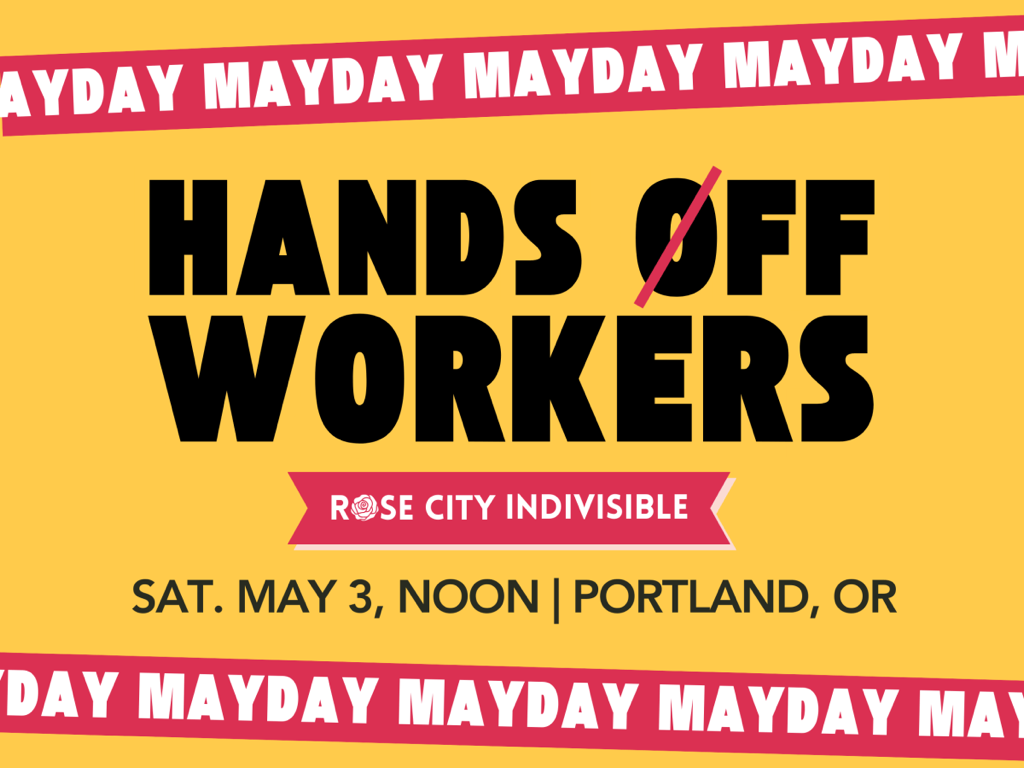 AYDAY MAYDAY MAYDAY MAYDAY M
HANDS OFF
WORKERS
ROSE CITY INDIVISIBLE
SAT. MAY 3, NOON | PORTLAND, OR
YDAY MAYDAY MAYDAY MAYDAY MAY